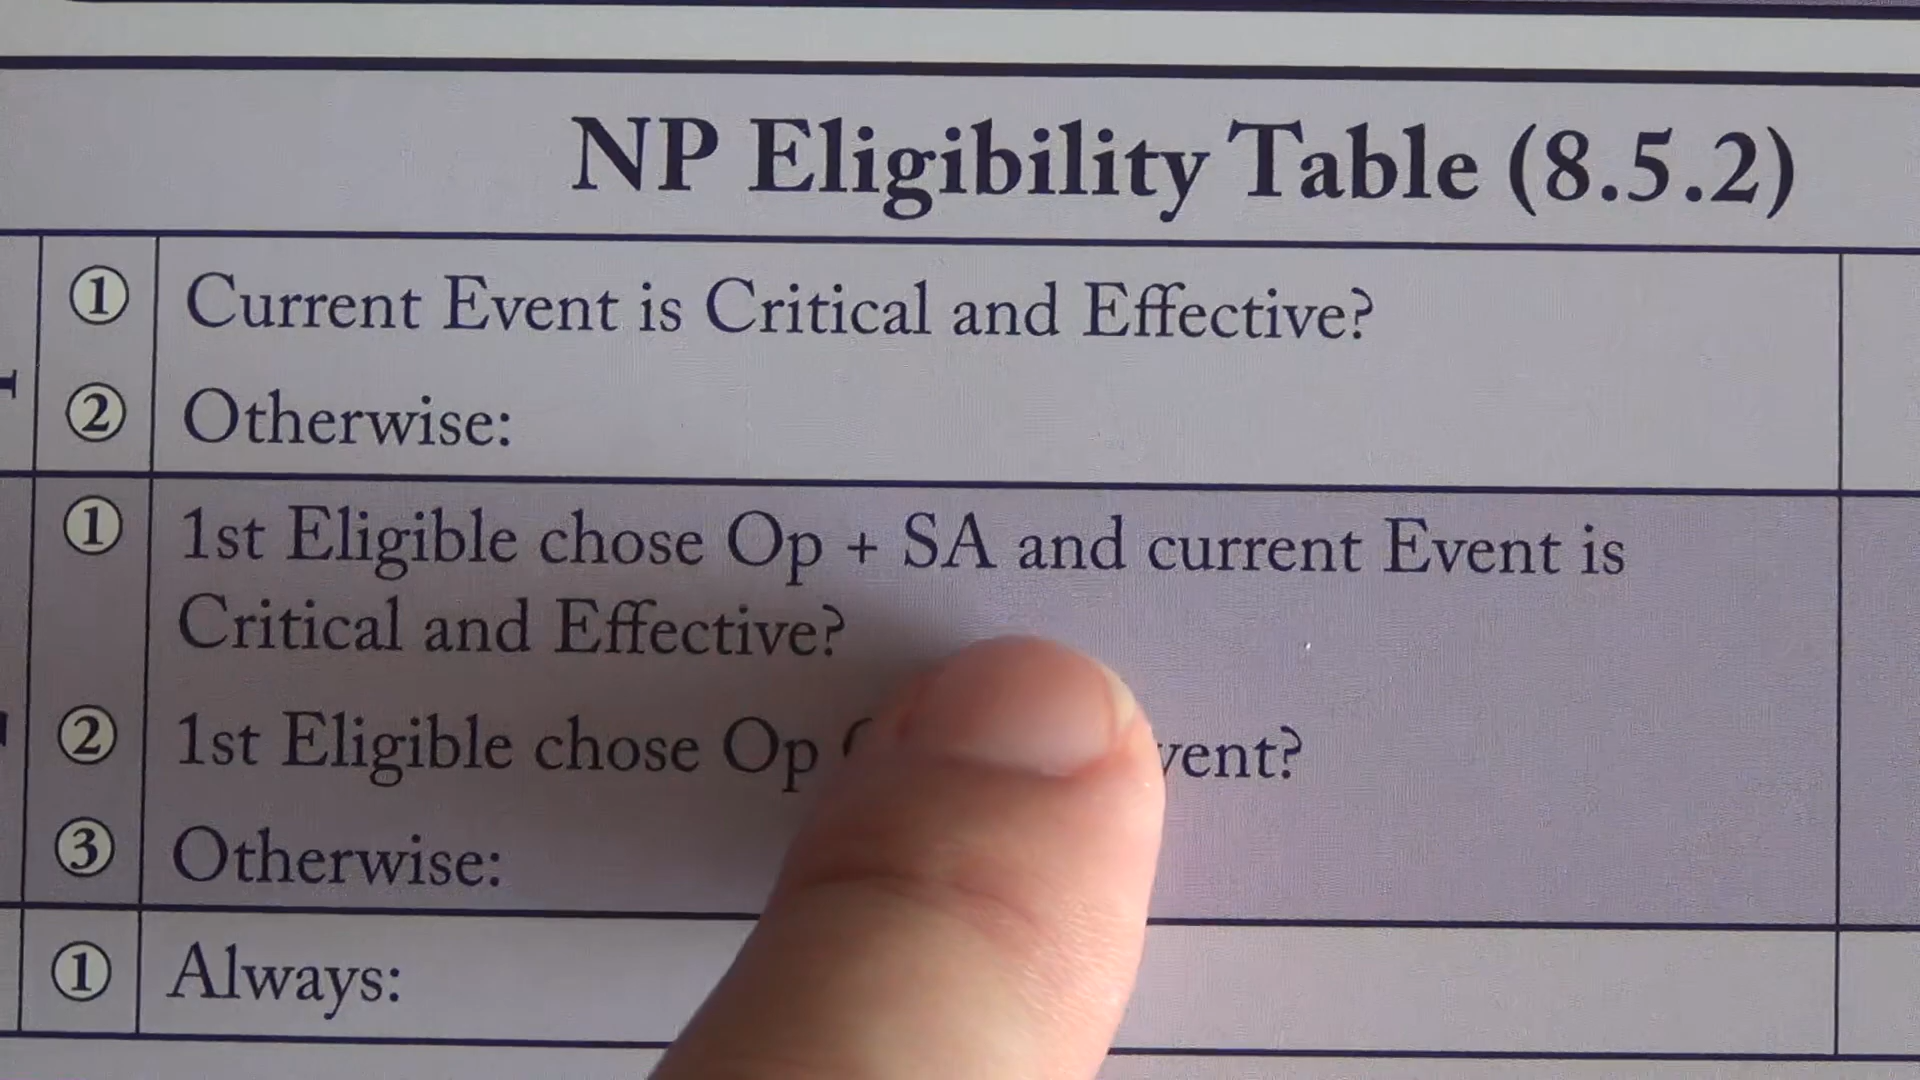 NP Eligibility Table (8.5.2)
① Current Event is Critical and Effective?
② Otherwise:
① 1st Eligible chose Op + SA and current Event is
Critical and Effective?
② 1st Eligible chose Op
③ Otherwise:
① Always: